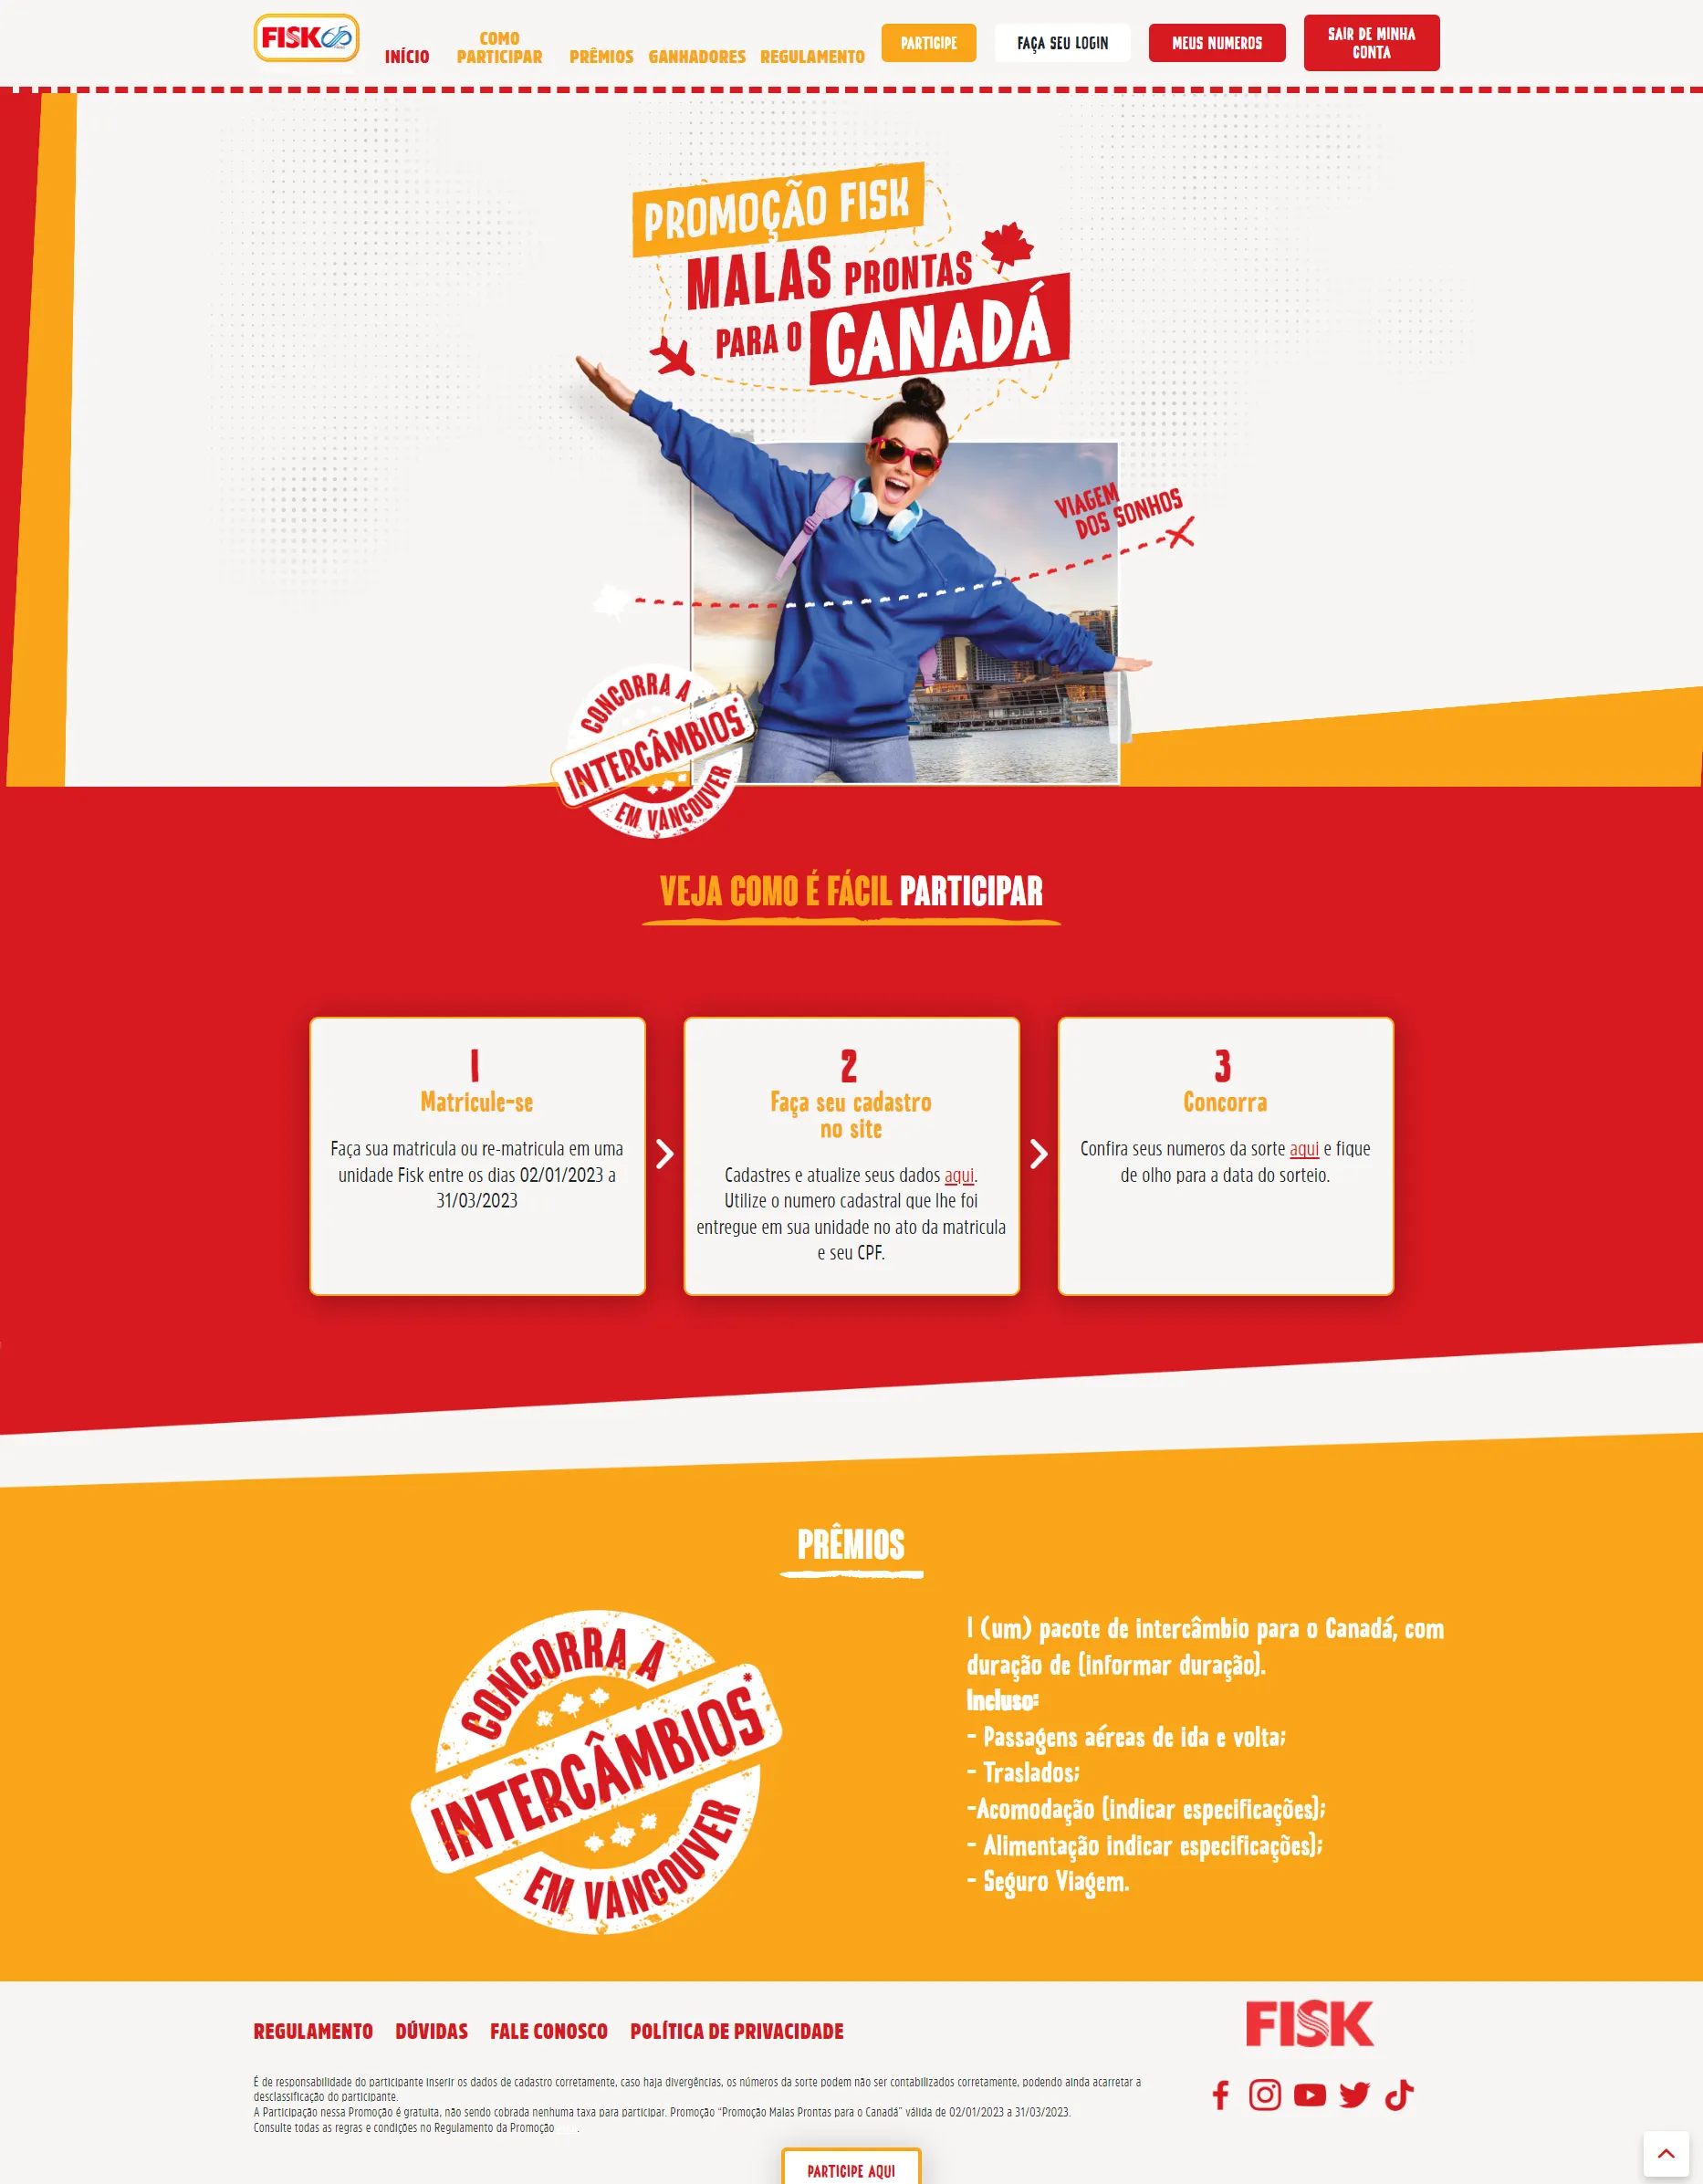 FISK 65
INÍCIO
COMO
PARTICIPAR
PRÊMIOS
GANHADORES
REGULAMENTO
PARTICIPE
FAÇA SEU LOGIN
MEUS NUMEROS
SAIR DE MINHA
CONTA
PROMOÇÃO FISK
MALAS PRONTAS
PARA O CANADÁ
VIAGEM
DOS SONHOS
CONCORRA A
INTERCÂMBIOS*
EM VANCOUVER
VEJA COMO É FÁCIL PARTICIPAR
1
Matricule-se
Faça sua matricula ou re-matricula em uma
unidade Fisk entre os dias 02/01/2023 a
31/03/2023
2
Faça seu cadastro
no site
Cadastres e atualize seus dados aqui.
Utilize o numero cadastral que lhe foi
entregue em sua unidade no ato da matricula
e seu CPF.
3
Concorra
Confira seus numeros da sorte aqui e fique
de olho para a data do sorteio.
PRÊMIOS
CONCORRA A
INTERCÂMBIOS*
EM VANCOUVER
1 (um) pacote de intercâmbio para o Canadá, com
duração de (informar duração).
Incluso:
- Passagens aéreas de ida e volta;
- Traslados;
-Acomodação (indicar especificações);
- Alimentação indicar especificações);
- Seguro Viagem.
REGULAMENTO
DÚVIDAS
FALE CONOSCO
POLÍTICA DE PRIVACIDADE
FISK
É de responsabilidade do participante inserir os dados de cadastro corretamente, caso haja divergências, os números da sorte podem não ser contabilizados corretamente, podendo ainda acarretar a
desclassificação do participante.
A Participação nessa Promoção é gratuita, não sendo cobrada nenhuma taxa para participar. Promoção “Promoção Malas Prontas para o Canadá” válida de 02/01/2023 a 31/03/2023.
Consulte todas as regras e condições no Regulamento da Promoção .
PARTICIPE AQUI